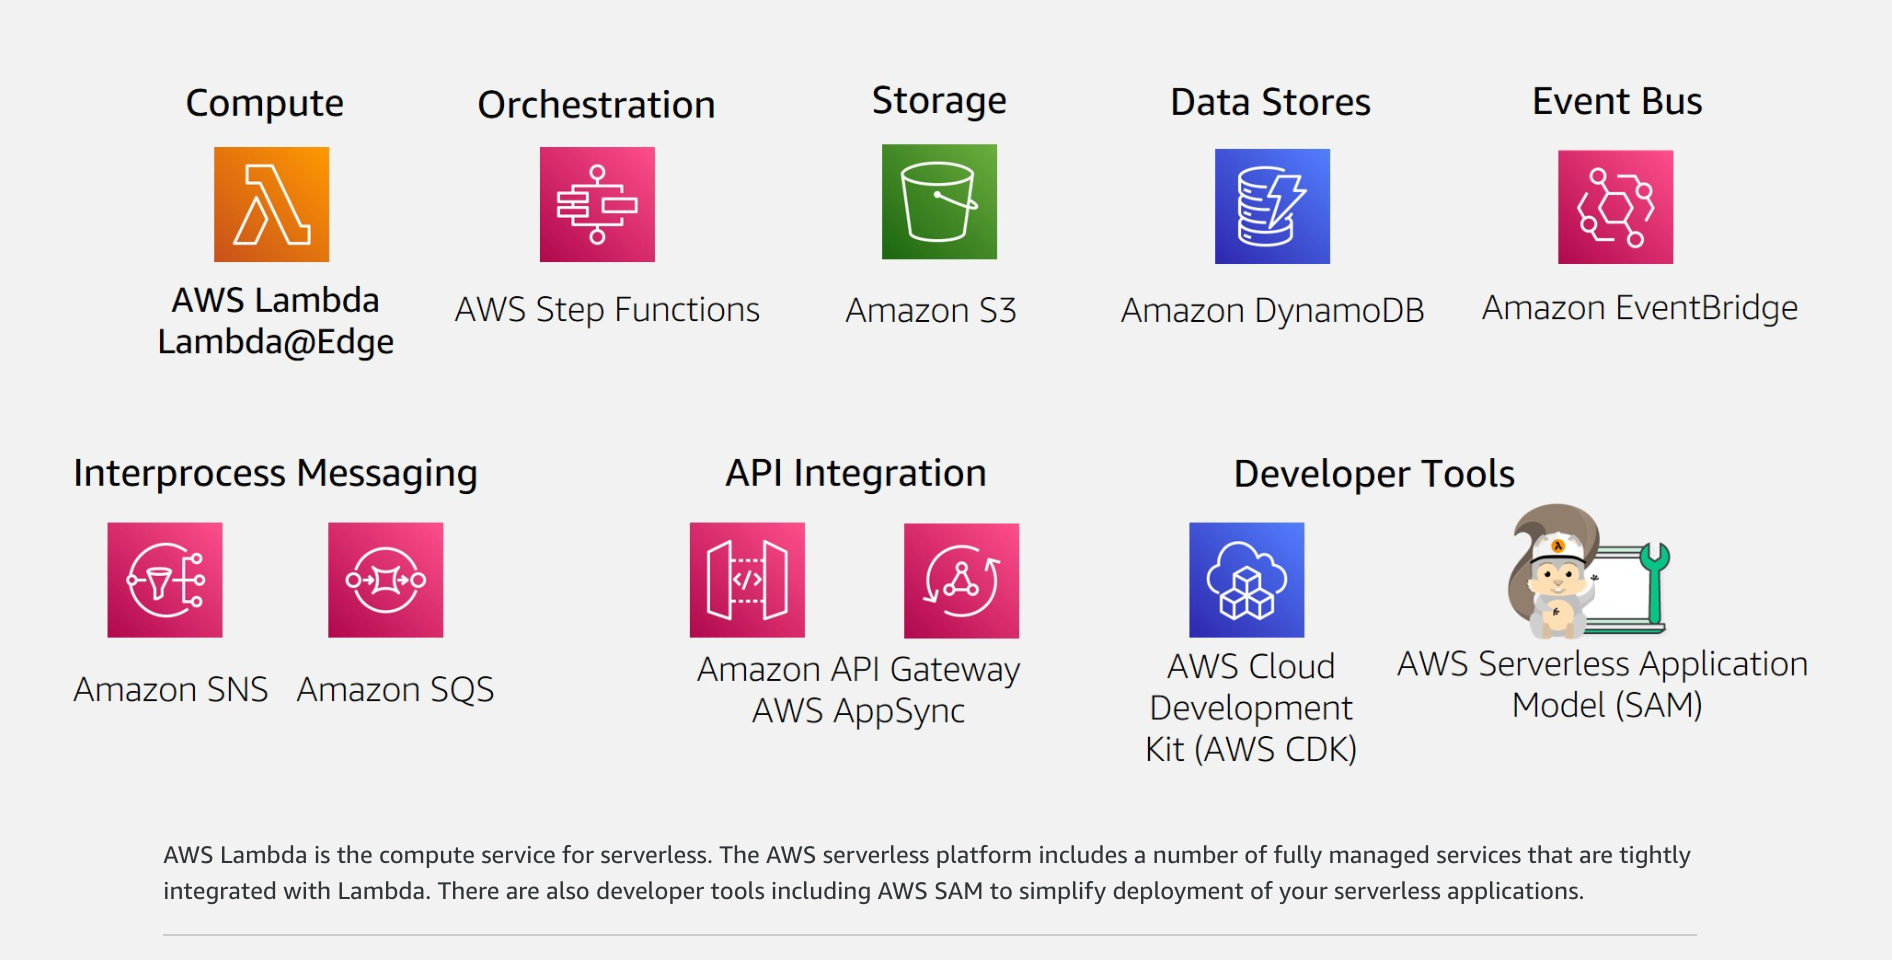 Compute
Orchestration
Storage
Data Stores
Event Bus
AWS Lambda
Lambda@Edge
AWS Step Functions
Amazon S3
Amazon DynamoDB
Amazon EventBridge
Interprocess Messaging
API Integration
Developer Tools
</>
λ
Amazon SNS
Amazon SQS
Amazon API Gateway
AWS AppSync
AWS Cloud
Development
Kit (AWS CDK)
AWS Serverless Application
Model (SAM)
AWS Lambda is the compute service for serverless. The AWS serverless platform includes a number of fully managed services that are tightly
integrated with Lambda. There are also developer tools including AWS SAM to simplify deployment of your serverless applications.